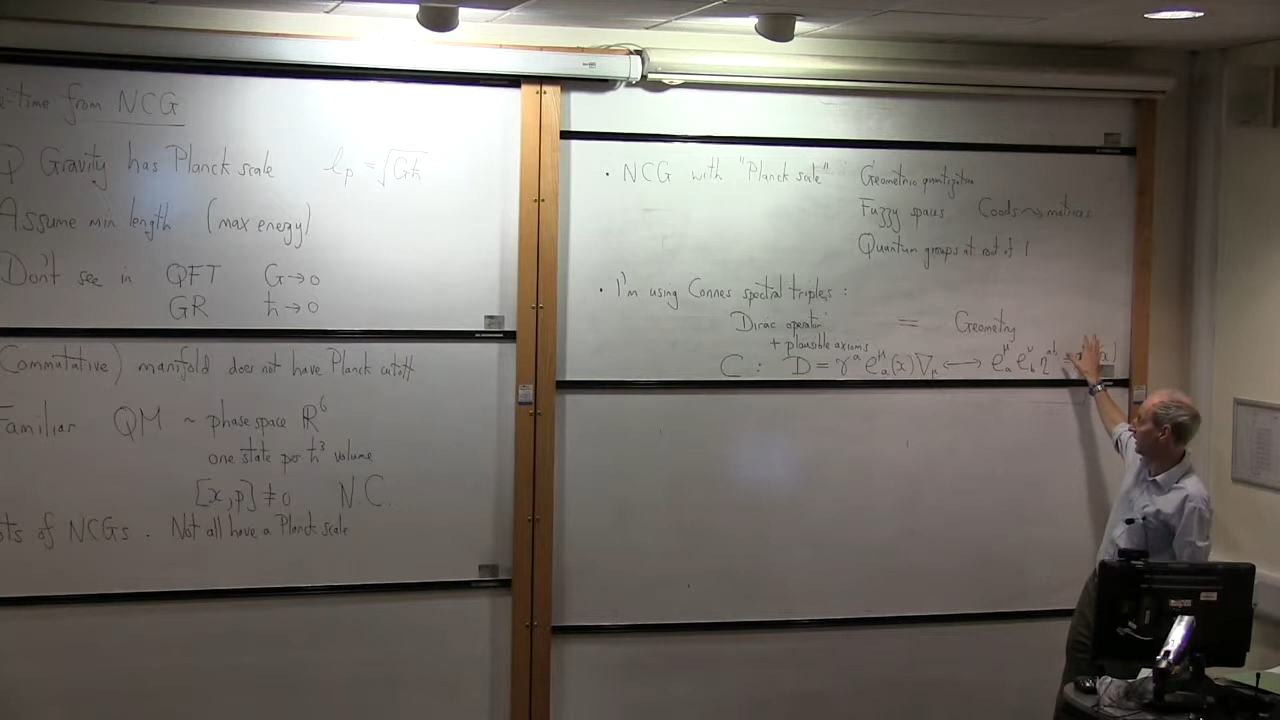 -time from NCG
Q Gravity has Planck scale lₚ = √Għ
Assume min length (max energy)
Don't see in QFT G→0
GR ħ→0
(Commutative) manifold does not have Planck cutoff
Familiar QM ~ phase space ℝ⁶
one state per ħ³ volume
[x,p] ≠ 0 N.C.
ts of NCGs. Not all have a Planck scale
• NCG with "Planck scale" : Geometric quantization
Fuzzy spaces Coords ⇝ matrices
Quantum groups at root of 1
• I'm using Connes spectral triples :
Dirac operator = Geometry
+ plausible axioms
C : D = γᵃ eₐ^μ(x) ∇_μ ⟷ eₐ^μ e_b^ν η^{ab} =